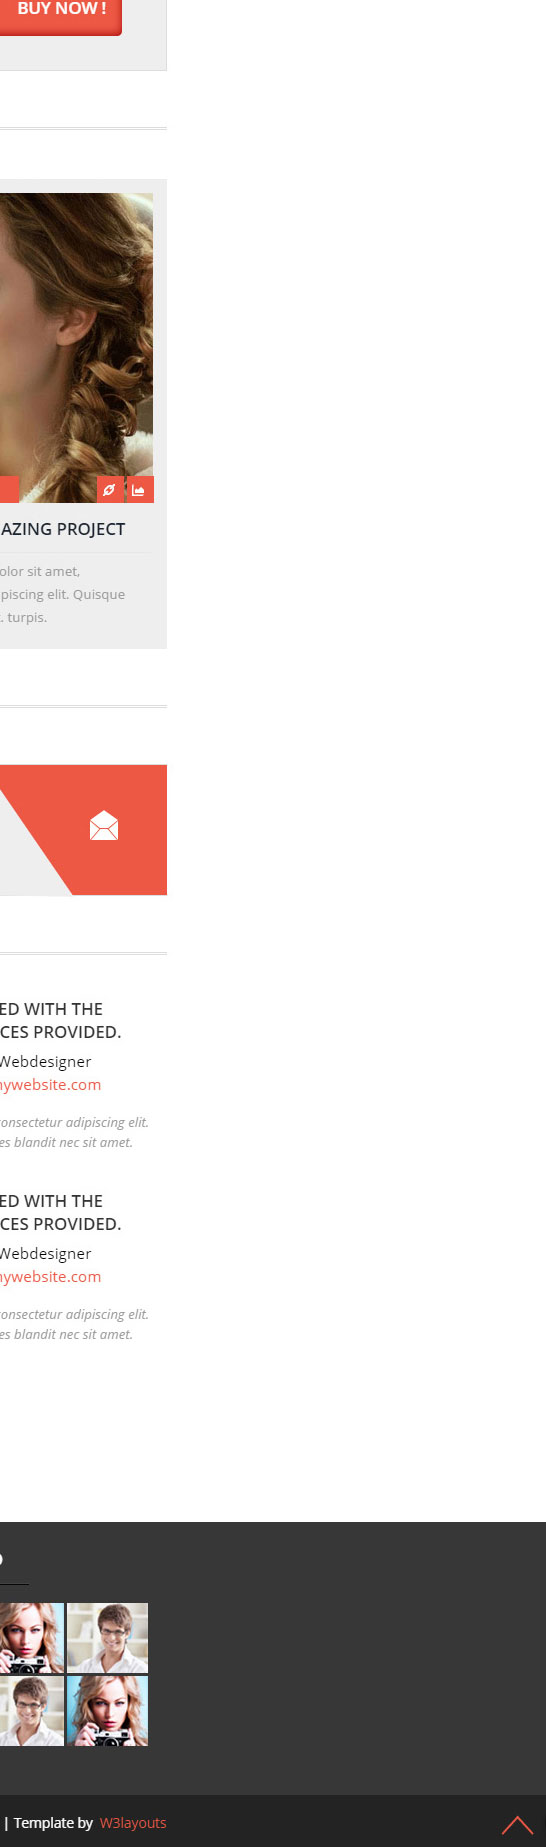 BUY NOW !
AZING PROJECT
olor sit amet,
piscing elit. Quisque
. turpis.
ED WITH THE
CES PROVIDED.
Webdesigner
nywebsite.com
onsectetur adipiscing elit.
es blandit nec sit amet.
ED WITH THE
CES PROVIDED.
Webdesigner
nywebsite.com
onsectetur adipiscing elit.
es blandit nec sit amet.
| Template by W3layouts